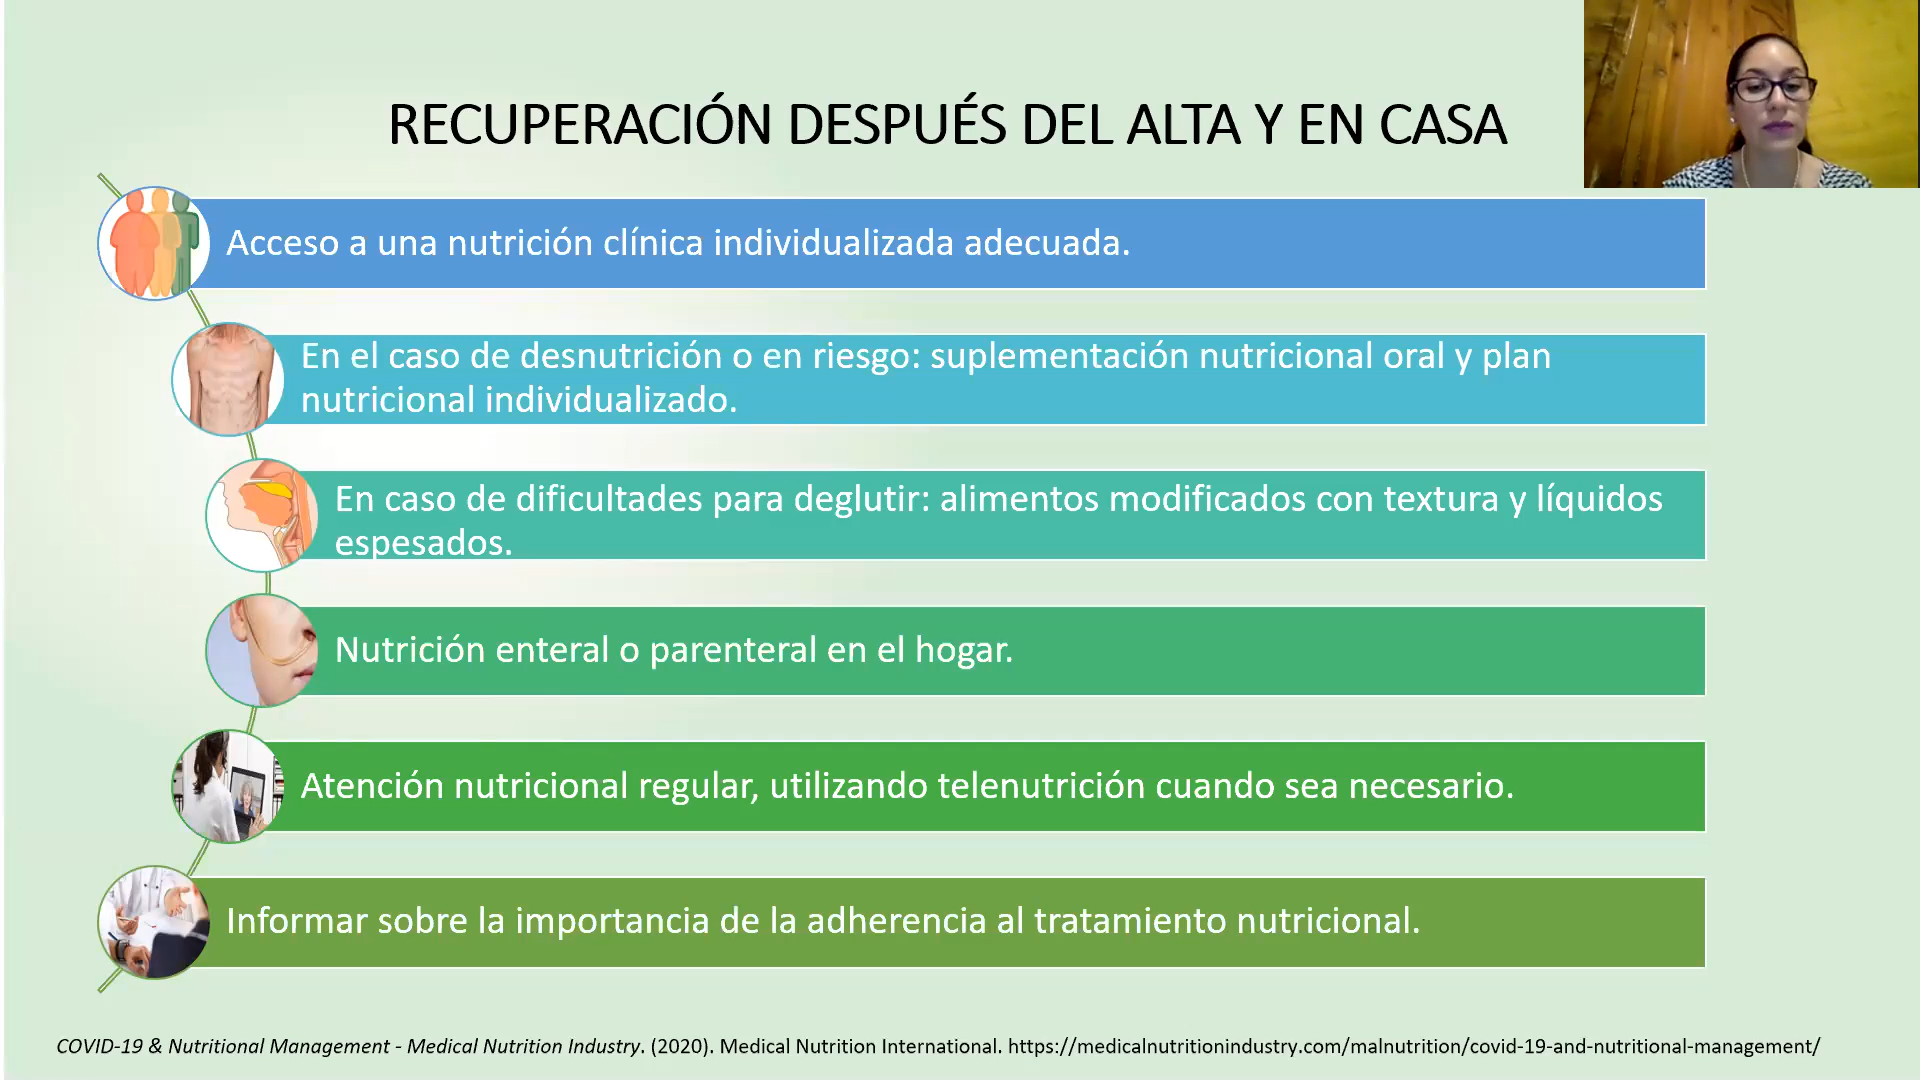 RECUPERACIÓN DESPUÉS DEL ALTA Y EN CASA
Acceso a una nutrición clínica individualizada adecuada.
En el caso de desnutrición o en riesgo: suplementación nutricional oral y plan
nutricional individualizado.
En caso de dificultades para deglutir: alimentos modificados con textura y líquidos
espesados.
Nutrición enteral o parenteral en el hogar.
Atención nutricional regular, utilizando telenutrición cuando sea necesario.
Informar sobre la importancia de la adherencia al tratamiento nutricional.
COVID-19 & Nutritional Management - Medical Nutrition Industry. (2020). Medical Nutrition International. https://medicalnutritionindustry.com/malnutrition/covid-19-and-nutritional-management/